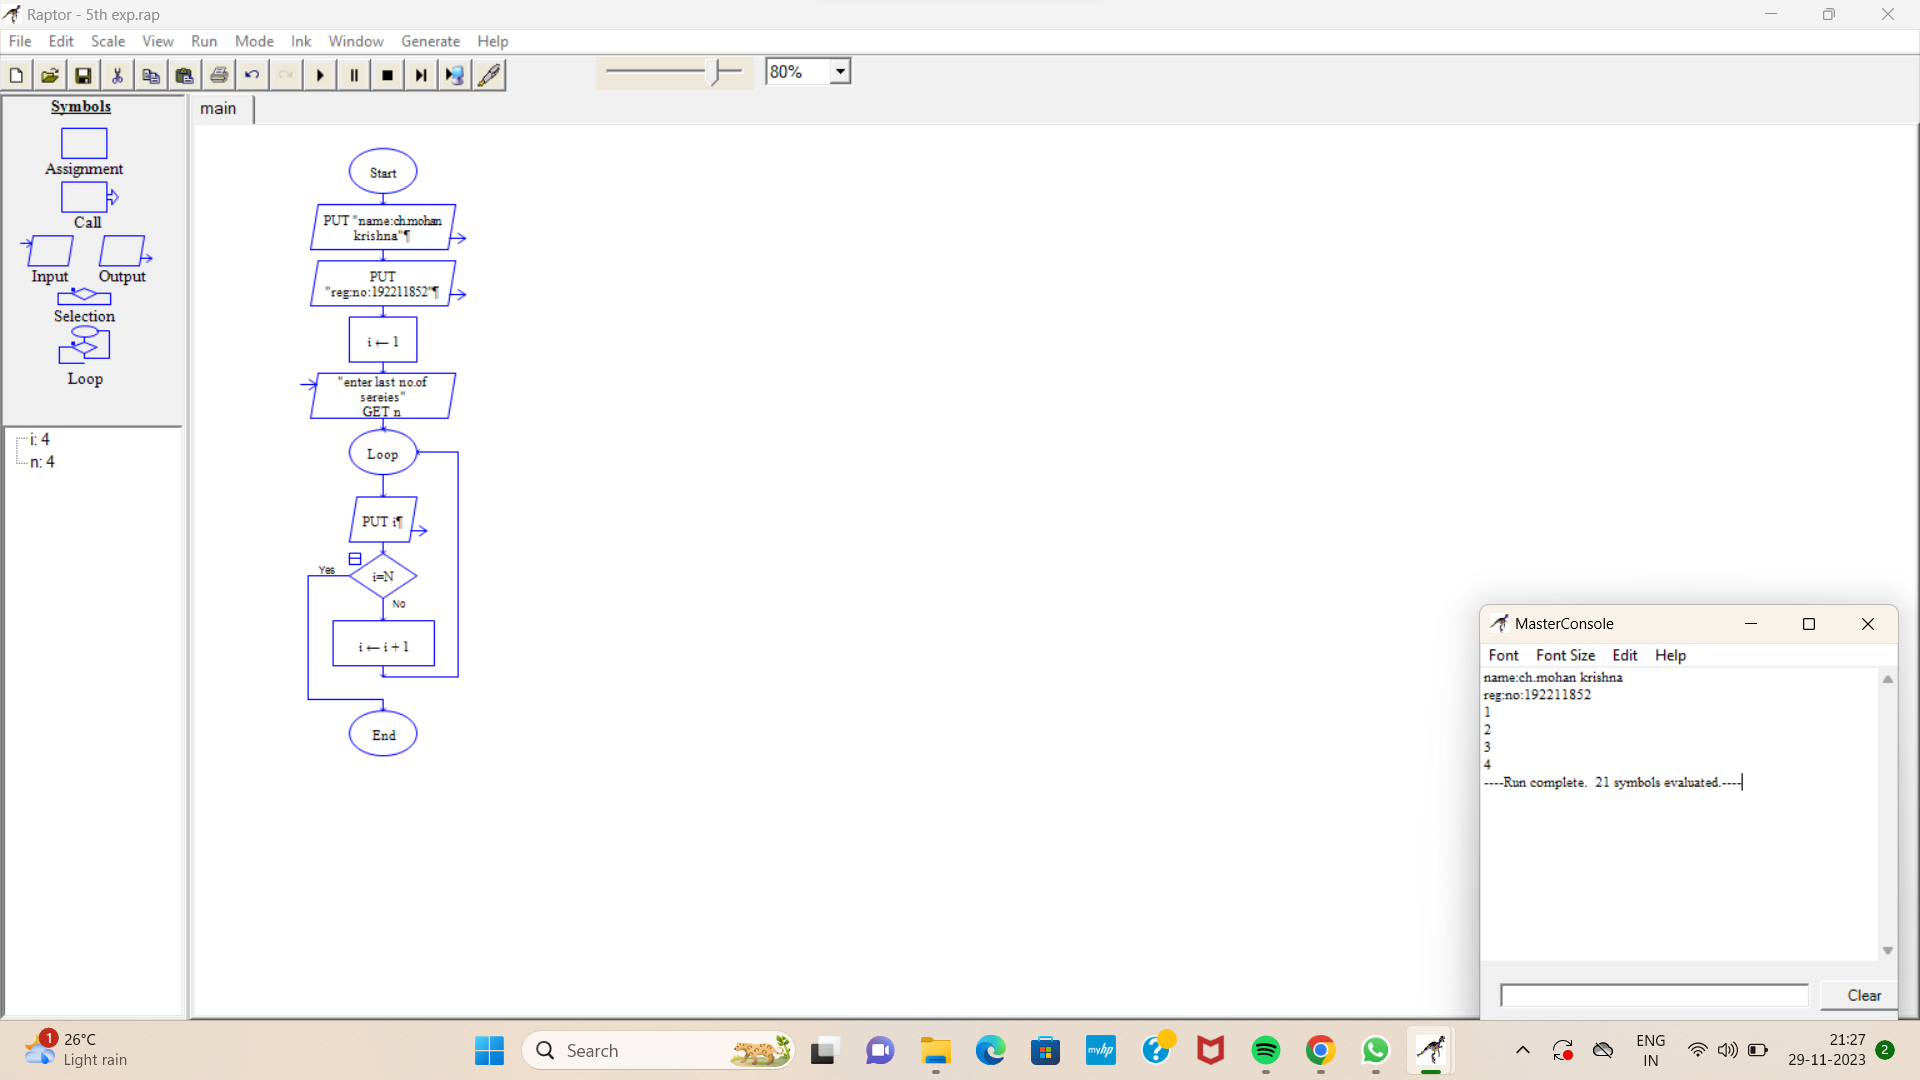 Raptor - 5th exp.rap
File Edit Scale View Run Mode Ink Window Generate Help
80%
Symbols
Assignment
Call
Input Output
Selection
Loop
i: 4
n: 4
main
Start
PUT "name:ch.mohan
krishna"¶
PUT
"reg:no:192211852"¶
i ← 1
"enter last no.of
sereies"
GET n
Loop
PUT i¶
Yes
i=N
No
i ← i + 1
End
MasterConsole
Font Font Size Edit Help
name:ch.mohan krishna
reg:no:192211852
1
2
3
4
----Run complete.  21 symbols evaluated.----
Clear
1
26°C
Light rain
Search
myhp
ENG
IN
21:27
29-11-2023
2